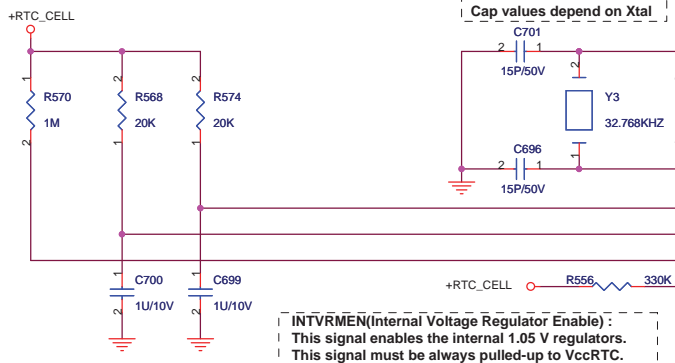 Cap values depend on Xtal
+RTC_CELL
C701
2 1
15P/50V
1 2 2
R570 R568 R574
1M 20K 20K
2 1 1
2
Y3
32.768KHZ
1
C696
2 1
15P/50V
1 1
C700 C699
1U/10V 1U/10V
2 2
+RTC_CELL R556 330K
INTVRMEN(Internal Voltage Regulator Enable) :
This signal enables the internal 1.05 V regulators.
This signal must be always pulled-up to VccRTC.